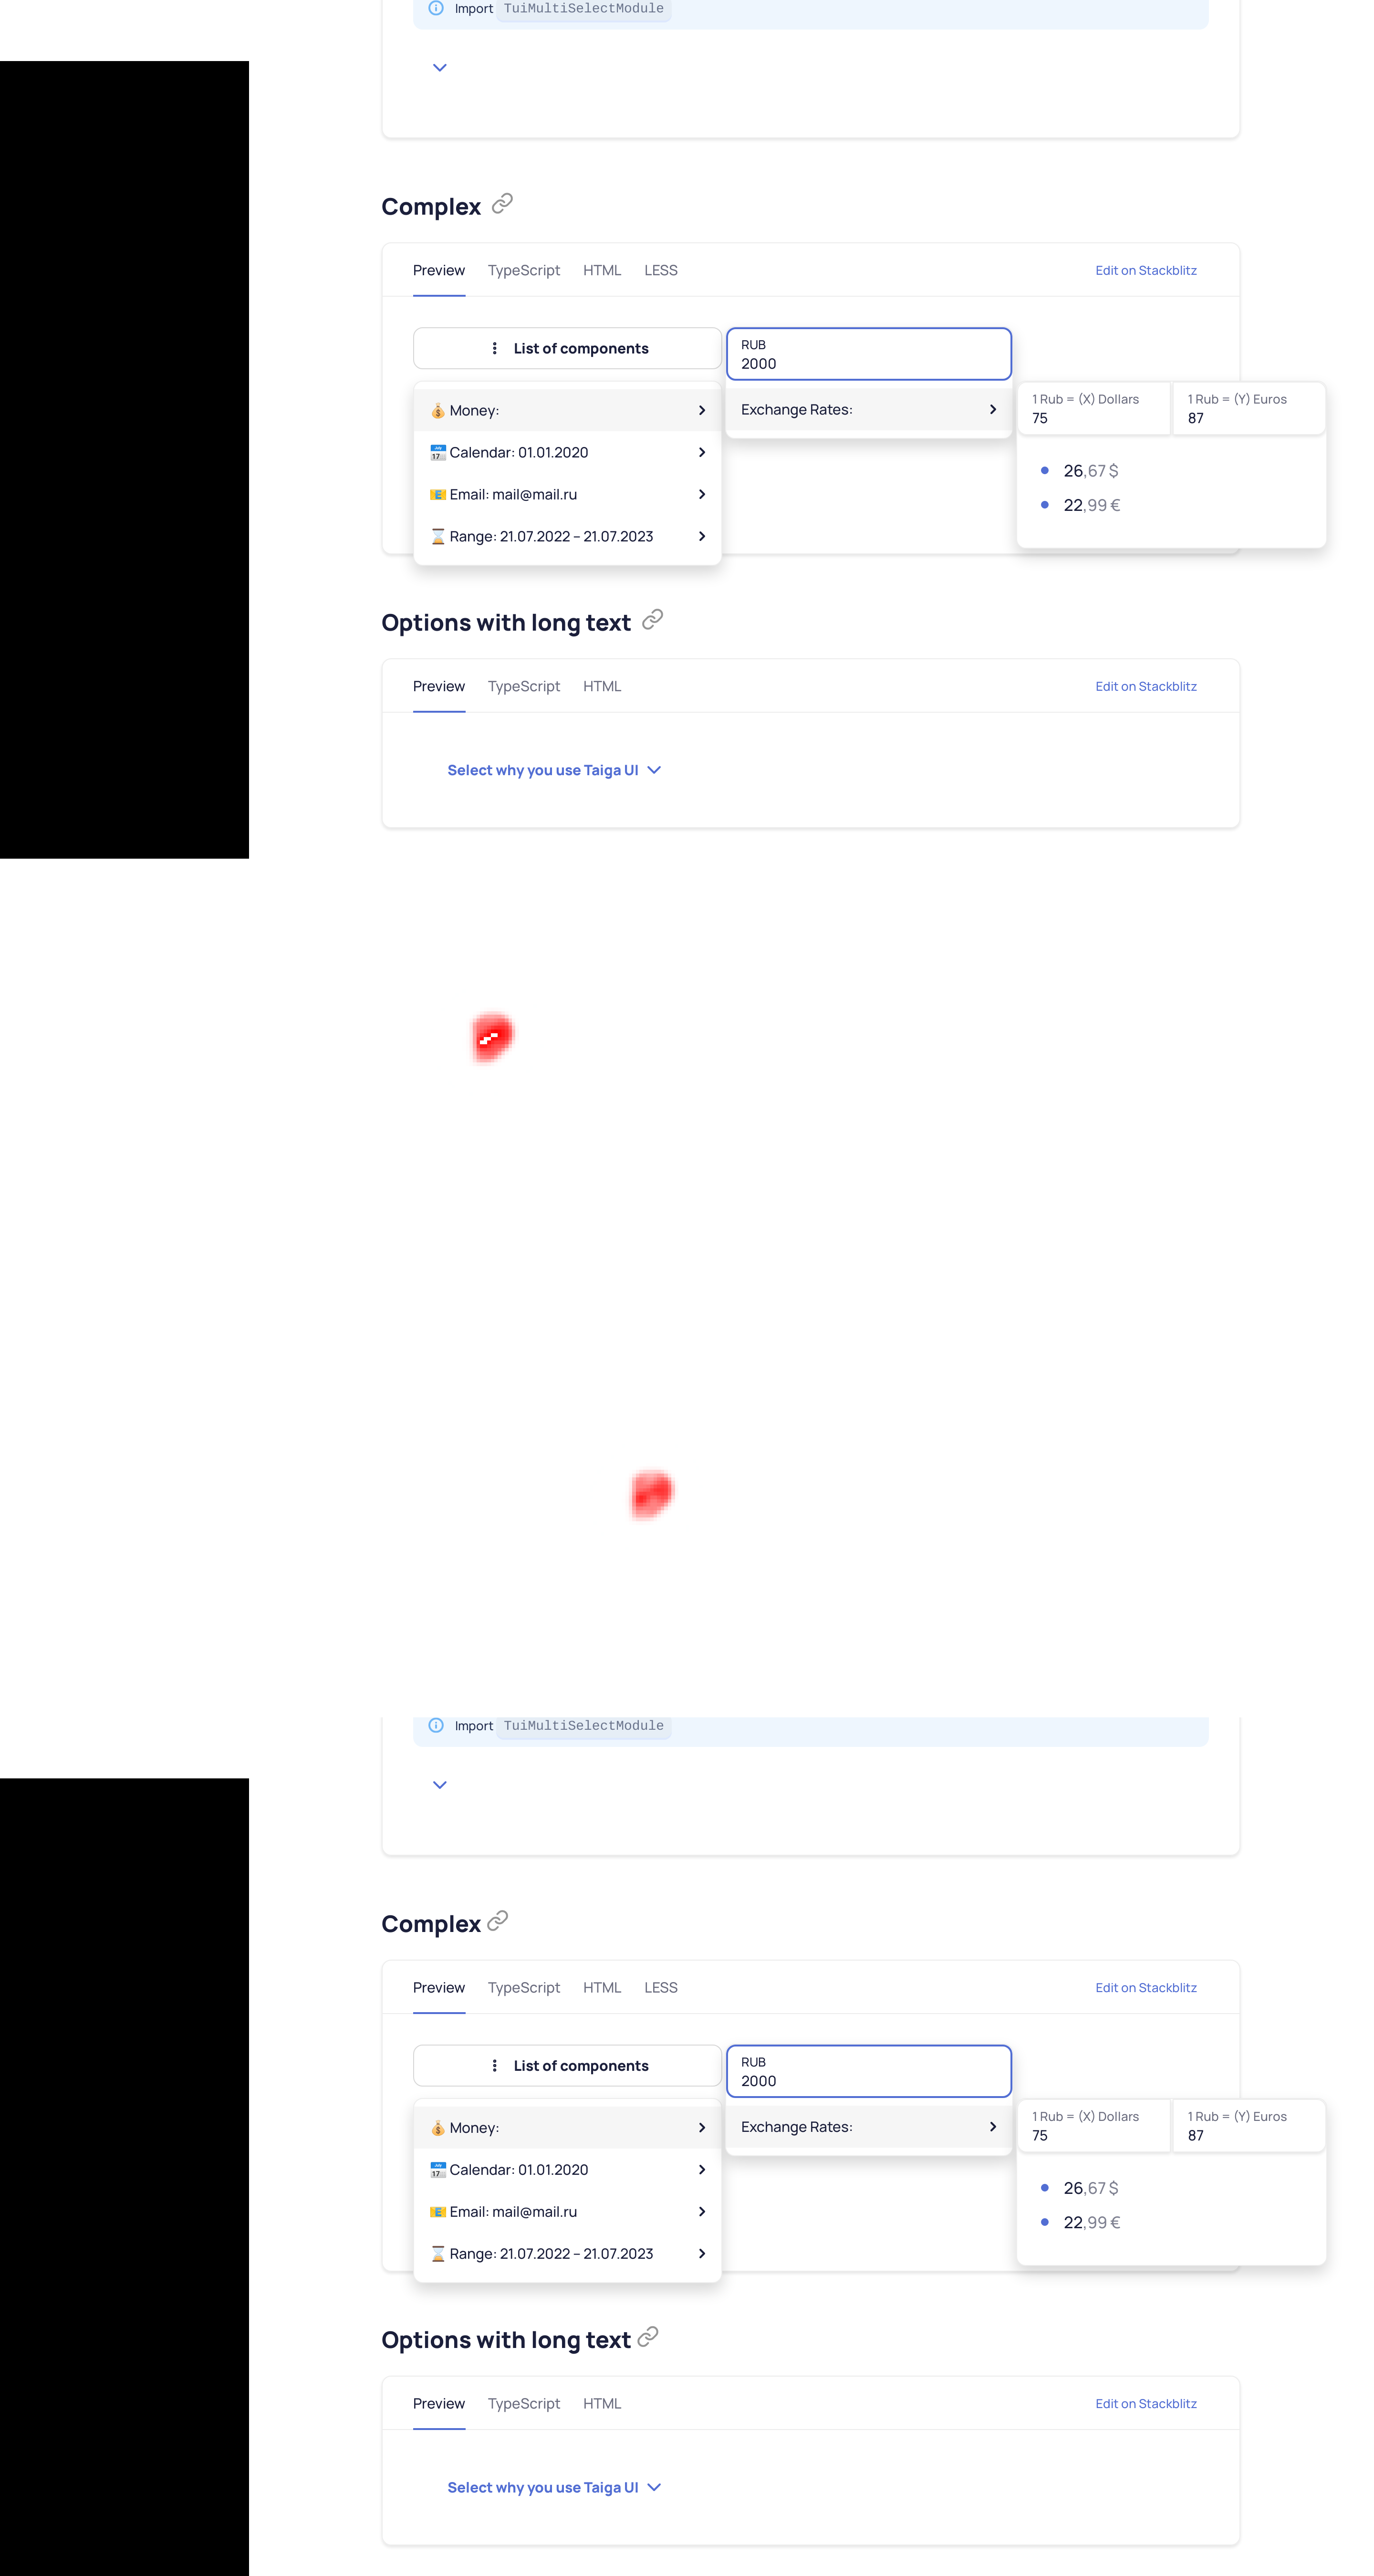 Import TuiMultiSelectModule
Complex
Preview TypeScript HTML LESS Edit on Stackblitz
List of components
RUB
2000
Money:
Exchange Rates:
1 Rub = (X) Dollars
75
1 Rub = (Y) Euros
87
Calendar: 01.01.2020
26,67 $
Email: mail@mail.ru
22,99 €
Range: 21.07.2022 – 21.07.2023
Options with long text
Preview TypeScript HTML Edit on Stackblitz
Select why you use Taiga UI
Import TuiMultiSelectModule
Complex
Preview TypeScript HTML LESS Edit on Stackblitz
List of components
RUB
2000
Money:
Exchange Rates:
1 Rub = (X) Dollars
75
1 Rub = (Y) Euros
87
Calendar: 01.01.2020
26,67 $
Email: mail@mail.ru
22,99 €
Range: 21.07.2022 – 21.07.2023
Options with long text
Preview TypeScript HTML Edit on Stackblitz
Select why you use Taiga UI